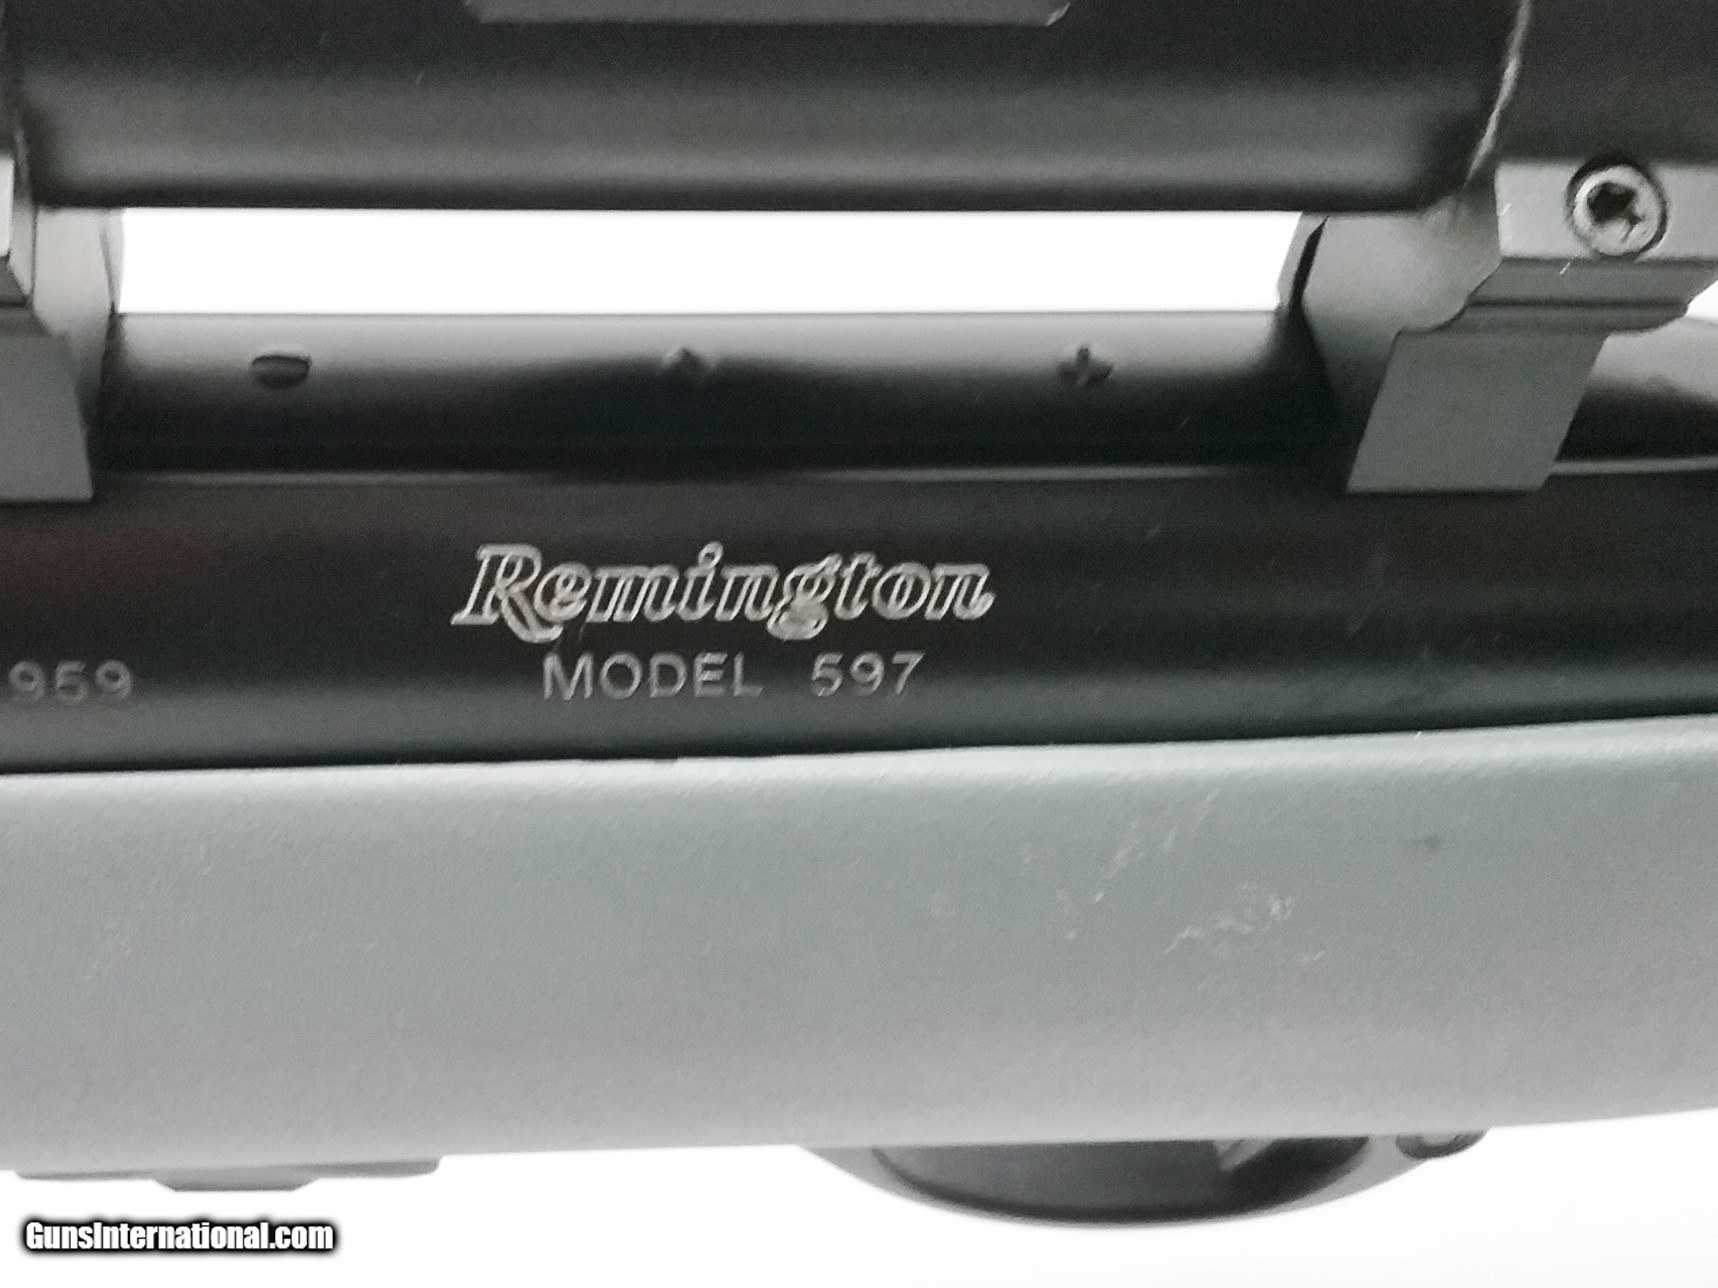 Remington
959
MODEL 597
GunsInternational.com